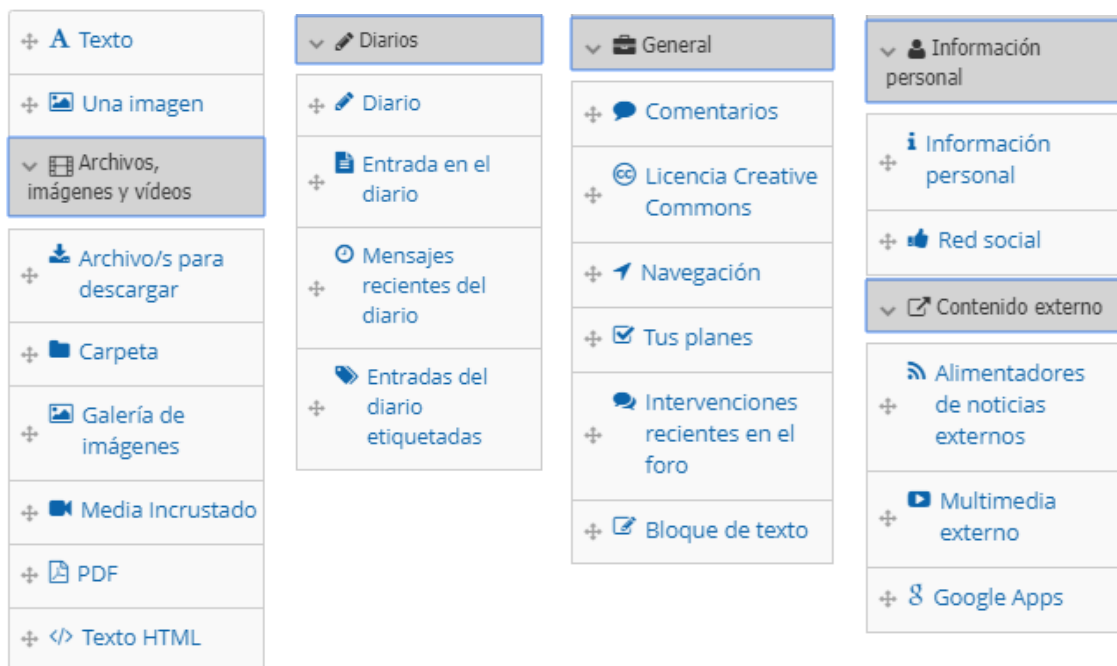 Texto
Una imagen
Archivos,
imágenes y vídeos
Archivo/s para
descargar
Carpeta
Galería de
imágenes
Media Incrustado
PDF
Texto HTML
Diarios
Diario
Entrada en el
diario
Mensajes
recientes del
diario
Entradas del
diario
etiquetadas
General
Comentarios
Licencia Creative
Commons
Navegación
Tus planes
Intervenciones
recientes en el
foro
Bloque de texto
Información
personal
Información
personal
Red social
Contenido externo
Alimentadores
de noticias
externos
Multimedia
externo
Google Apps